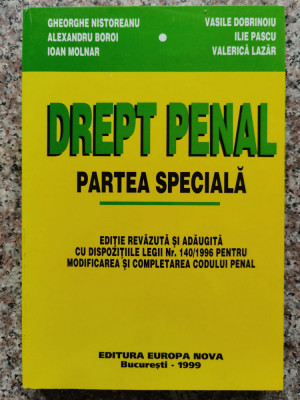 GHEORGHE NISTOREANU
ALEXANDRU BOROI
IOAN MOLNAR
VASILE DOBRINOIU
ILIE PASCU
VALERICĂ LAZĂR
DREPT PENAL
PARTEA SPECIALĂ
EDIȚIE REVĂZUTĂ ȘI ADĂUGITĂ
CU DISPOZIȚIILE LEGII Nr. 140/1996 PENTRU
MODIFICAREA ȘI COMPLETAREA CODULUI PENAL
EDITURA EUROPA NOVA
București - 1999